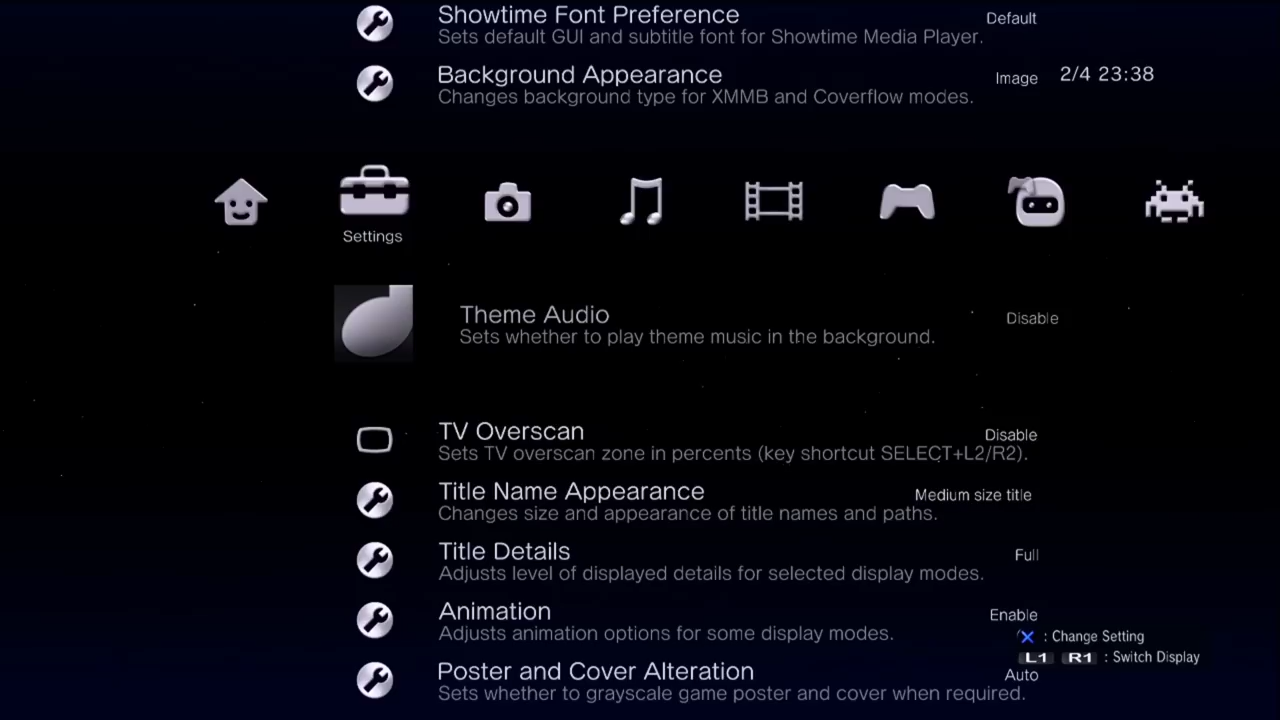 Showtime Font Preference
Default
Sets default GUI and subtitle font for Showtime Media Player.
Background Appearance
Image
2/4 23:38
Changes background type for XMMB and Coverflow modes.
Settings
Theme Audio
Disable
Sets whether to play theme music in the background.
TV Overscan
Disable
Sets TV overscan zone in percents (key shortcut SELECT+L2/R2).
Title Name Appearance
Medium size title
Changes size and appearance of title names and paths.
Title Details
Full
Adjusts level of displayed details for selected display modes.
Animation
Enable
Adjusts animation options for some display modes.
X : Change Setting
L1 R1 : Switch Display
Poster and Cover Alteration
Auto
Sets whether to grayscale game poster and cover when required.